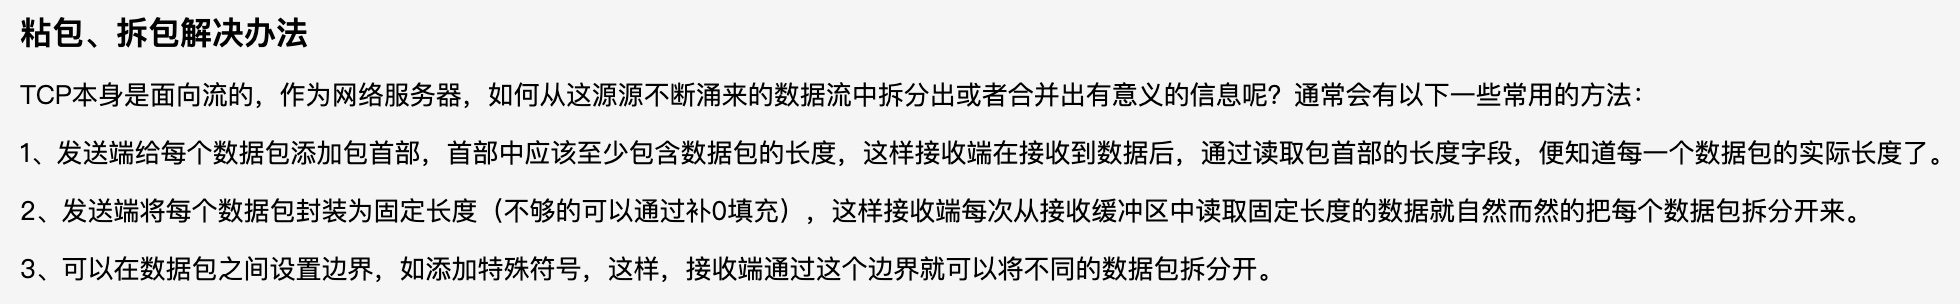 粘包、拆包解决办法
TCP本身是面向流的，作为网络服务器，如何从这源源不断涌来的数据流中拆分出或者合并出有意义的信息呢？通常会有以下一些常用的方法：
1、发送端给每个数据包添加包首部，首部中应该至少包含数据包的长度，这样接收端在接收到数据后，通过读取包首部的长度字段，便知道每一个数据包的实际长度了。
2、发送端将每个数据包封装为固定长度（不够的可以通过补0填充），这样接收端每次从接收缓冲区中读取固定长度的数据就自然而然的把每个数据包拆分开来。
3、可以在数据包之间设置边界，如添加特殊符号，这样，接收端通过这个边界就可以将不同的数据包拆分开。